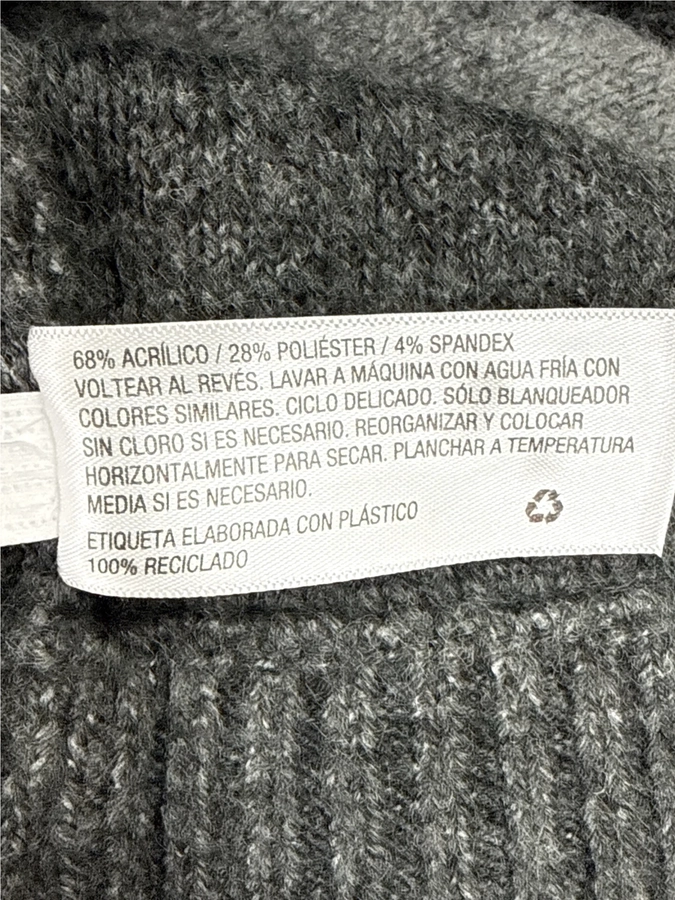 68% ACRÍLICO / 28% POLIÉSTER / 4% SPANDEX
VOLTEAR AL REVÉS. LAVAR A MÁQUINA CON AGUA FRÍA CON
COLORES SIMILARES. CICLO DELICADO. SÓLO BLANQUEADOR
SIN CLORO SI ES NECESARIO. REORGANIZAR Y COLOCAR
HORIZONTALMENTE PARA SECAR. PLANCHAR A TEMPERATURA
MEDIA SI ES NECESARIO.
ETIQUETA ELABORADA CON PLÁSTICO
100% RECICLADO